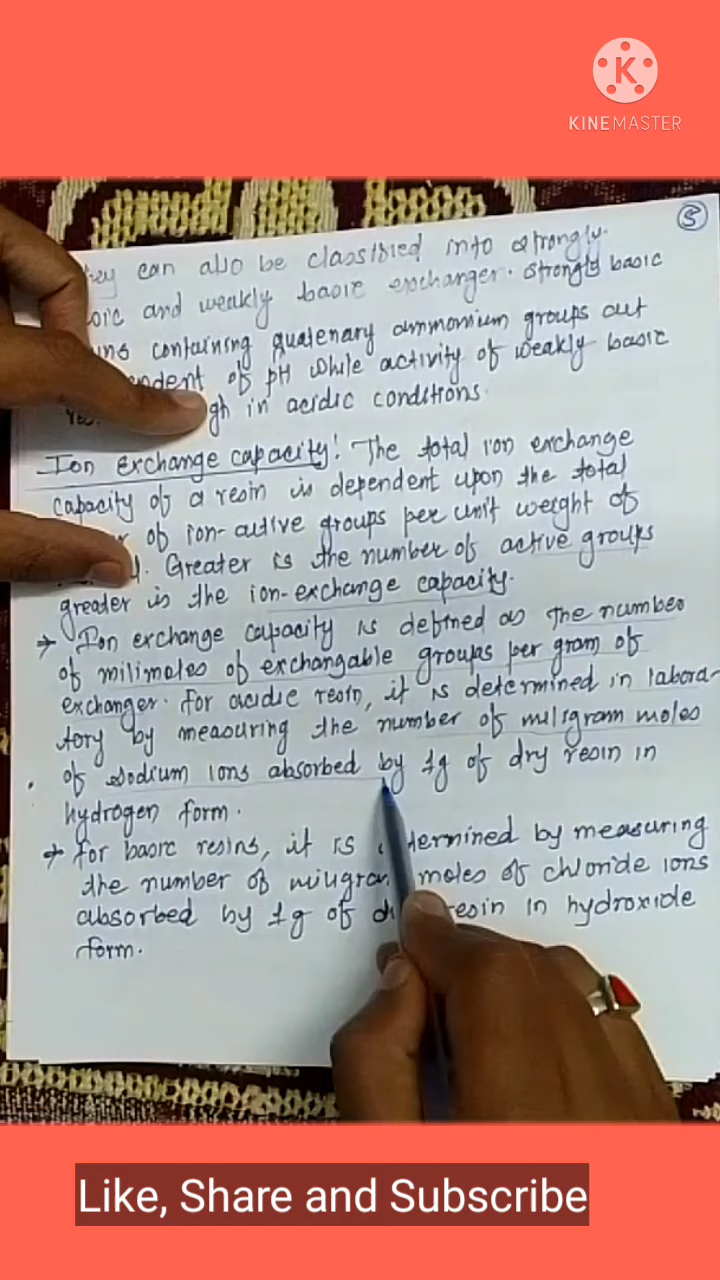 KINEMASTER
5
hey can also be classified into strongly
and weakly basic exchanger. Strongly basic
containing quatenary ammonium groups act
of pH while activity of weakly basic
gh in acidic conditions.
Ion exchange capacity: The total ion exchange
capacity of a resin is dependent upon the total
of ion-active groups per unit weight of
Greater is the number of active groups
greater is the ion-exchange capacity.
→ Ion exchange capacity is defined as the number
of milimoles of exchangable groups per gram of
exchanger. For acidic resin, it is determined in labora-
tory by measuring the number of miligram moles
of sodium ions absorbed by 1g of dry resin in
hydrogen form.
→ For basic resins, it is termined by measuring
the number of miligram moles of chloride ions
absorbed by 1g of resin in hydroxide
form.
Like, Share and Subscribe